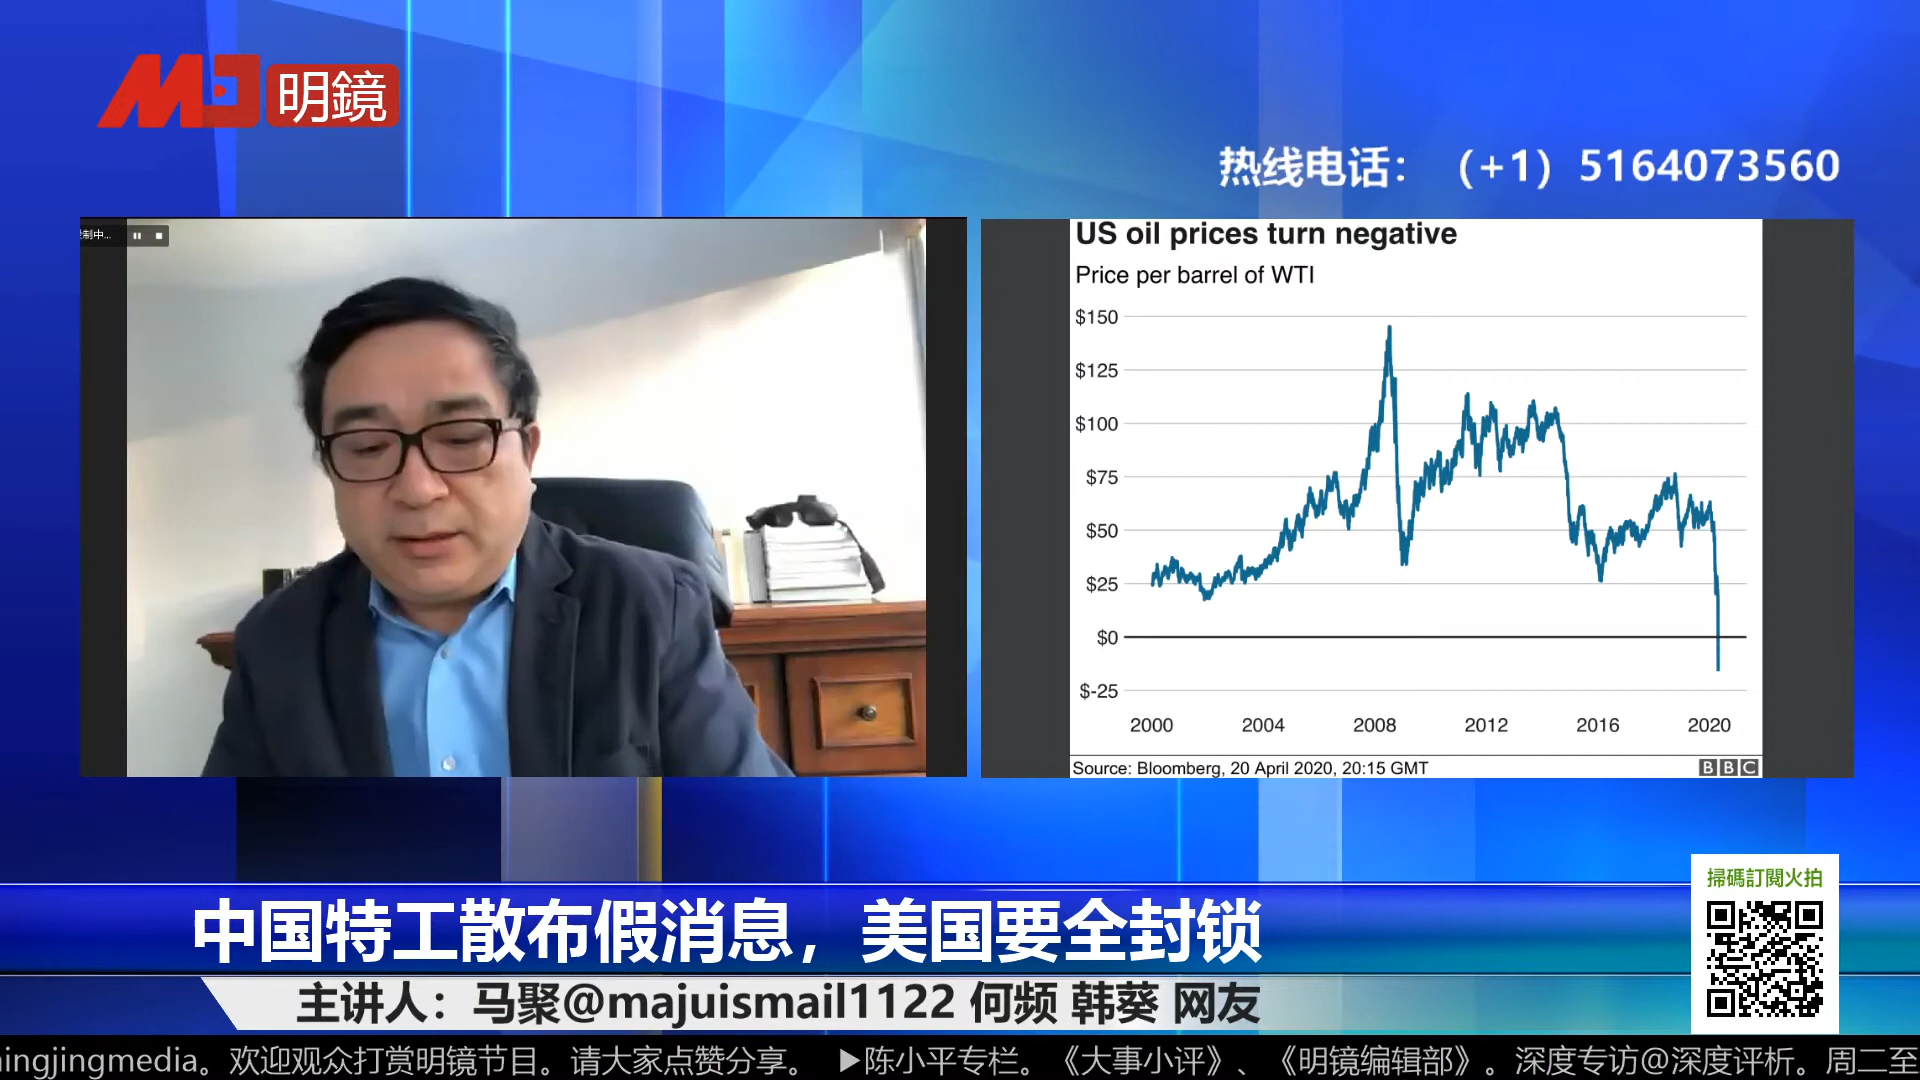 明鏡
热线电话： （+1）5164073560
制中...
US oil prices turn negative
Price per barrel of WTI
$150
$125
$100
$75
$50
$25
$0
$-25
2000 2004 2008 2012 2016 2020
Source: Bloomberg, 20 April 2020, 20:15 GMT
BBC
掃碼訂閱火拍
中国特工散布假消息，美国要全封锁
主讲人：马聚@majuismail1122 何频 韩葵 网友
ingjingmedia。欢迎观众打赏明镜节目。请大家点赞分享。 ▶陈小平专栏。《大事小评》、《明镜编辑部》。深度专访@深度评析。周二至